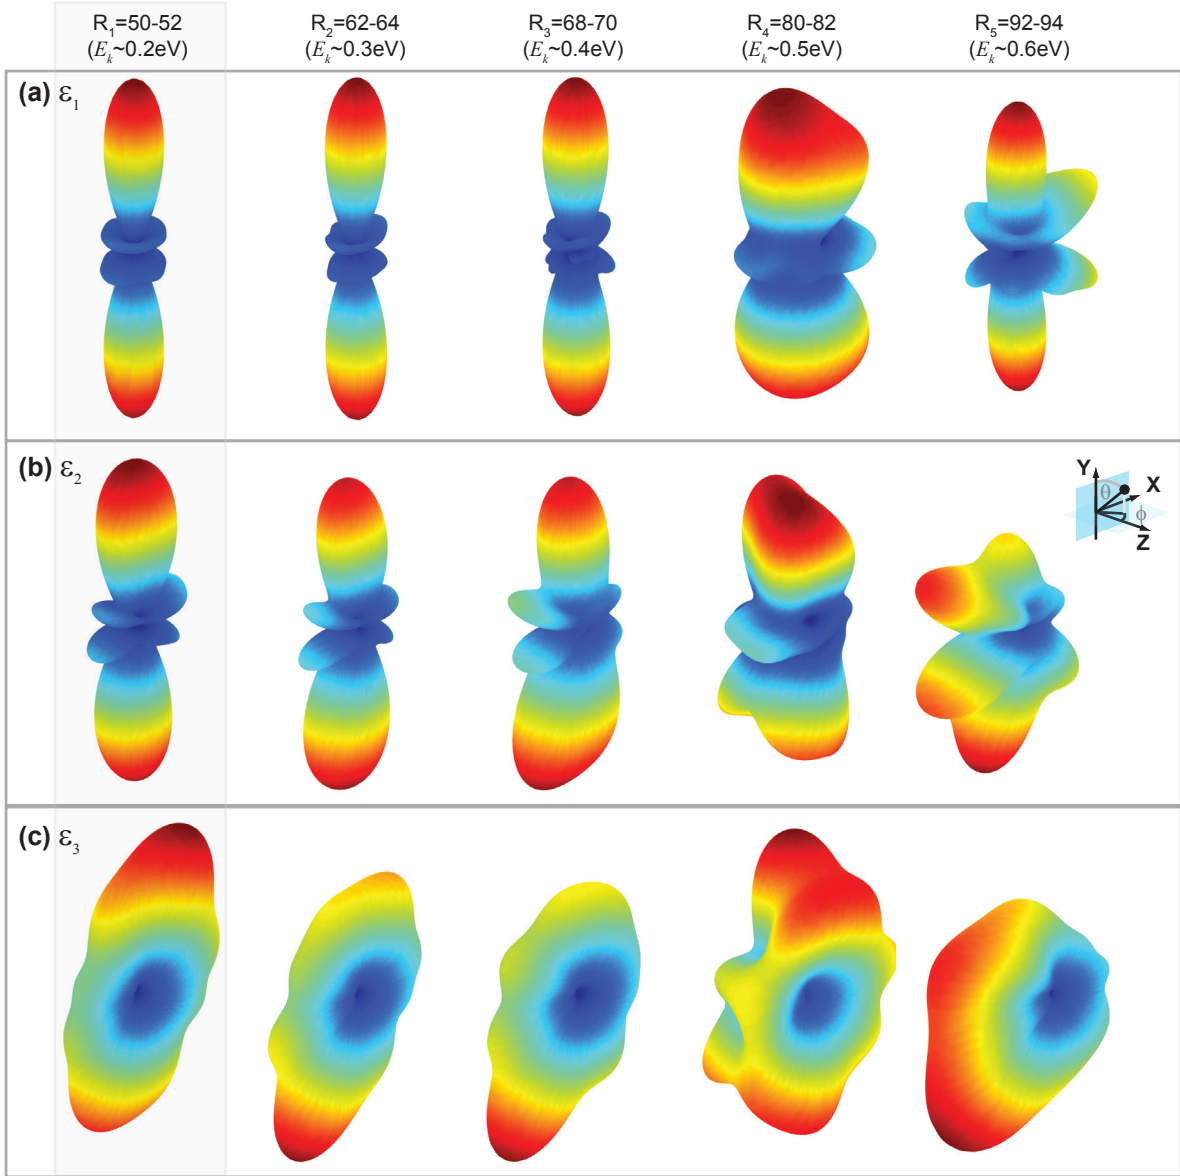 R₁=50-52 R₂=62-64 R₃=68-70 R₄=80-82 R₅=92-94
(Eₖ~0.2eV) (Eₖ~0.3eV) (Eₖ~0.4eV) (Eₖ~0.5eV) (Eₖ~0.6eV)
(a) ε₁
(b) ε₂
Y
θ
X
ϕ
Z
(c) ε₃